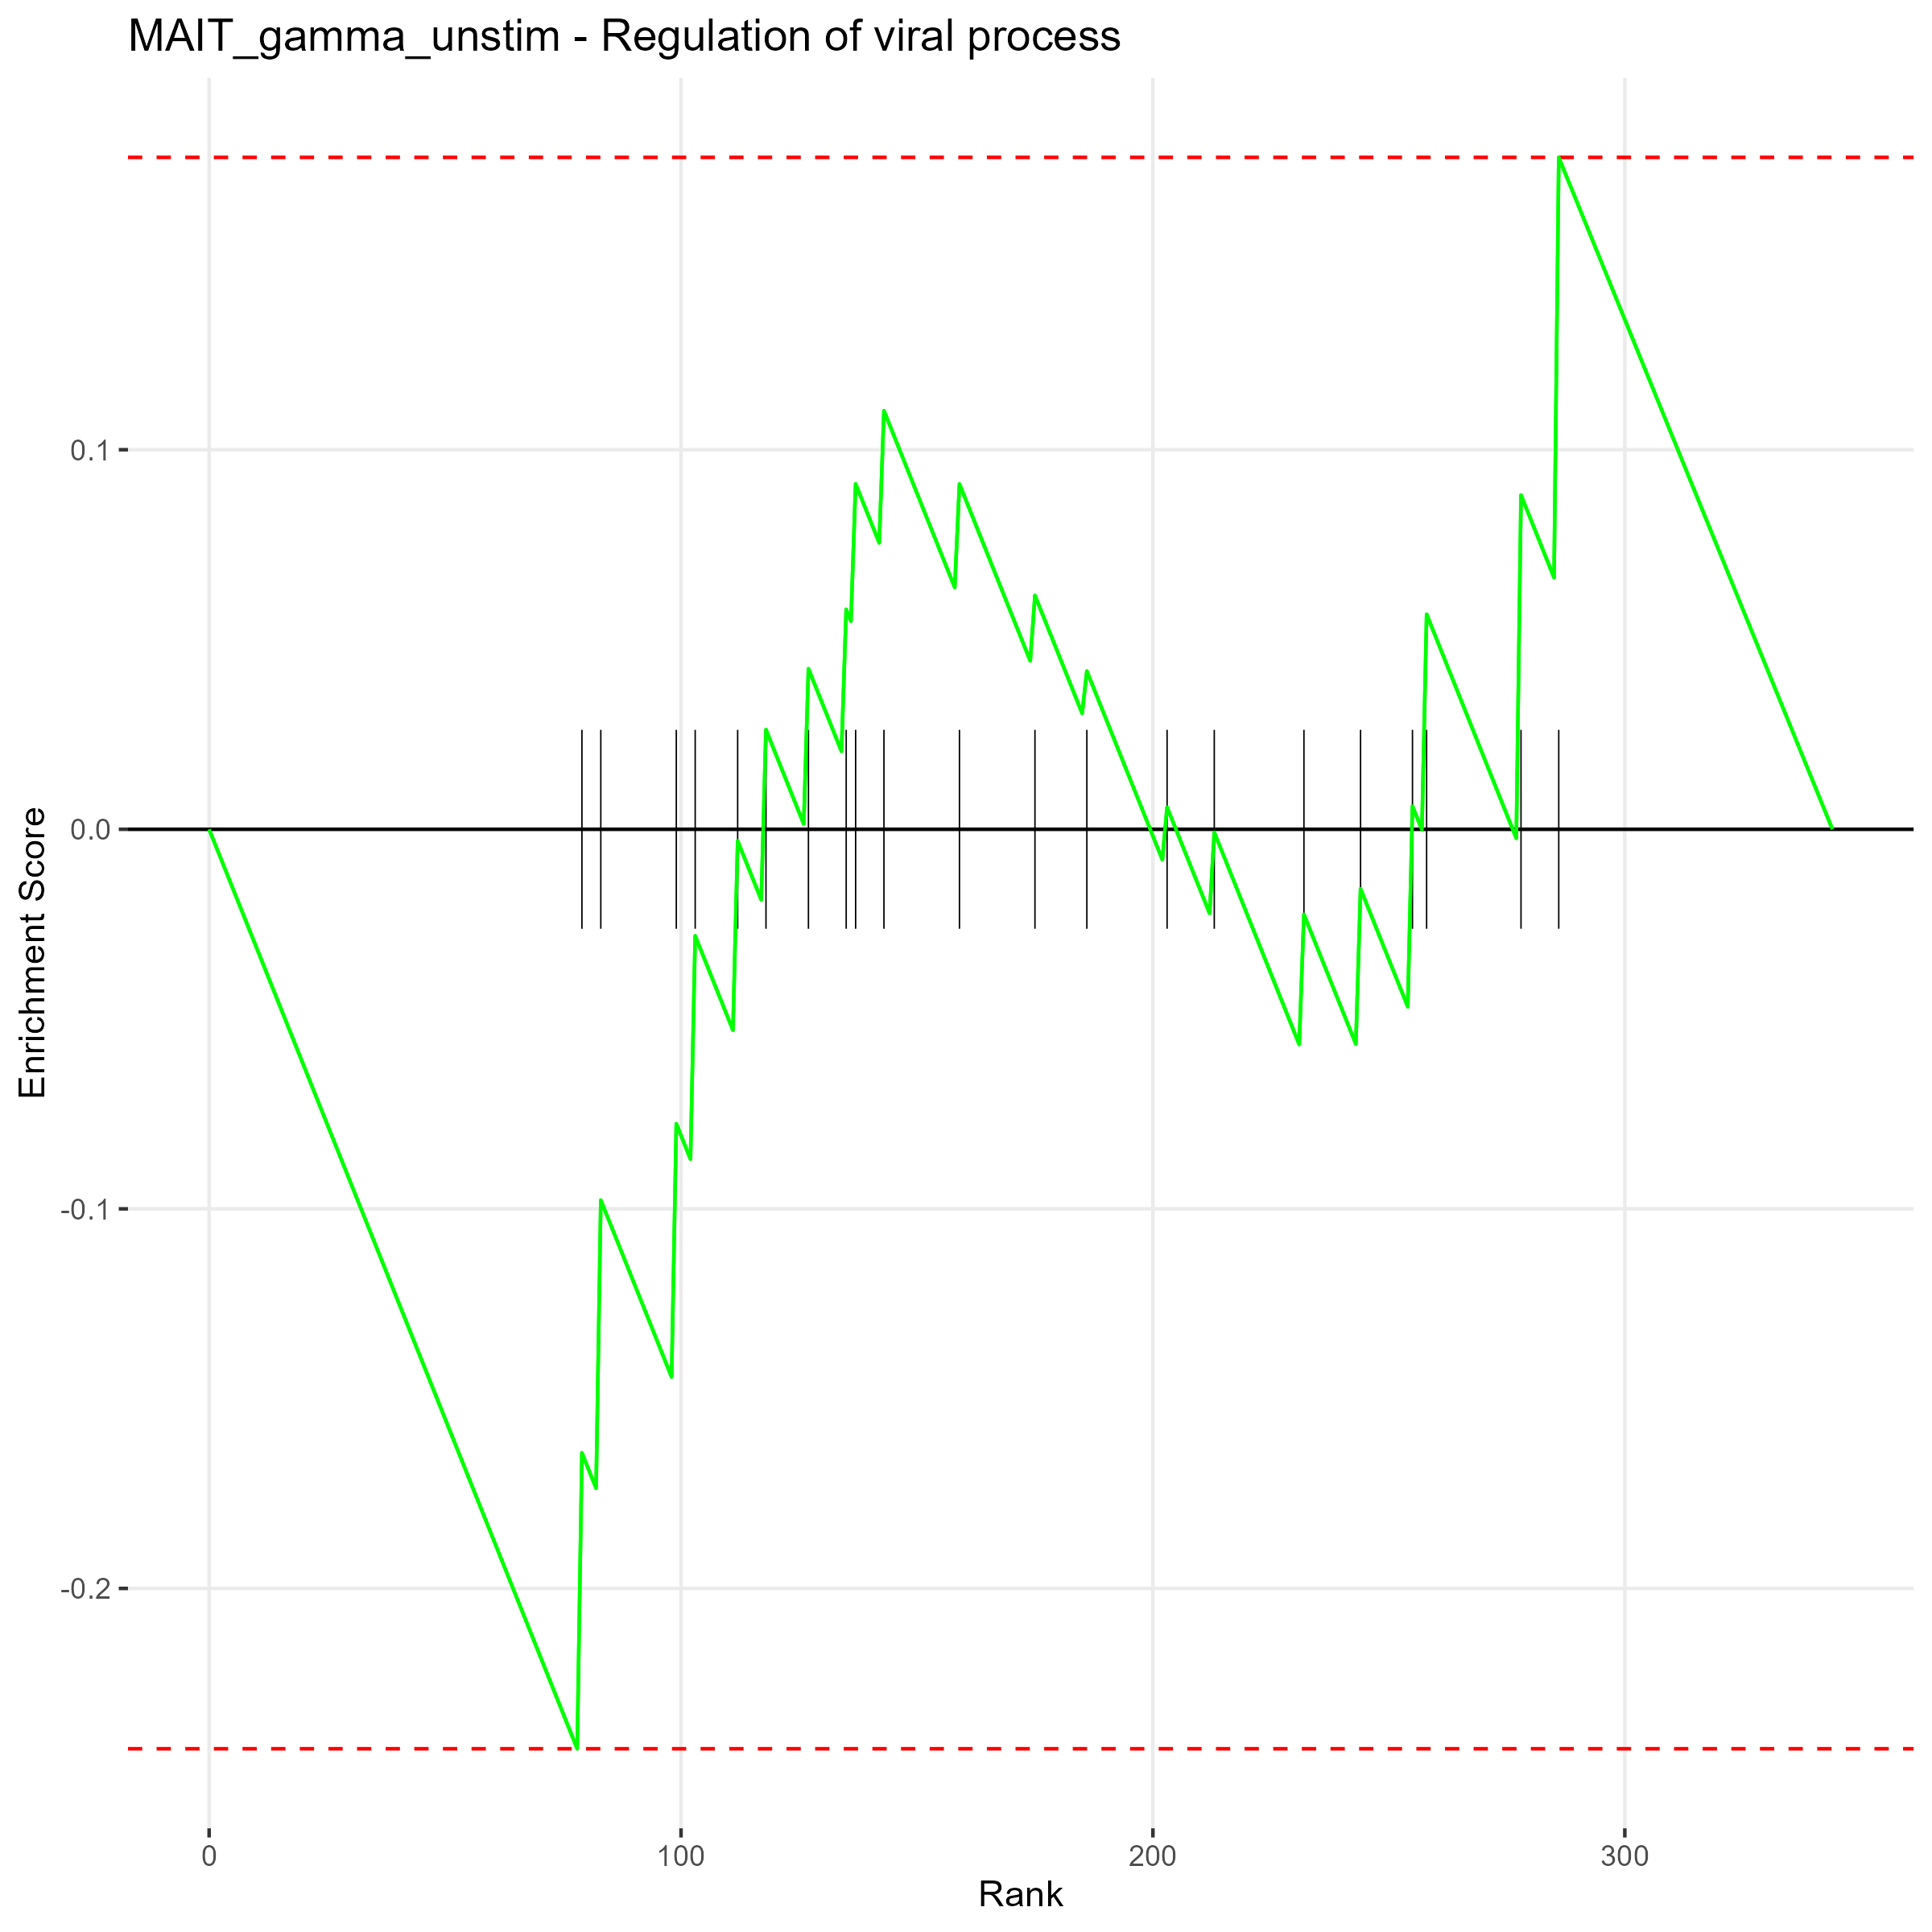 MAIT_gamma_unstim - Regulation of viral process
Enrichment Score
0.1
0.0
-0.1
-0.2
0 100 200 300
Rank